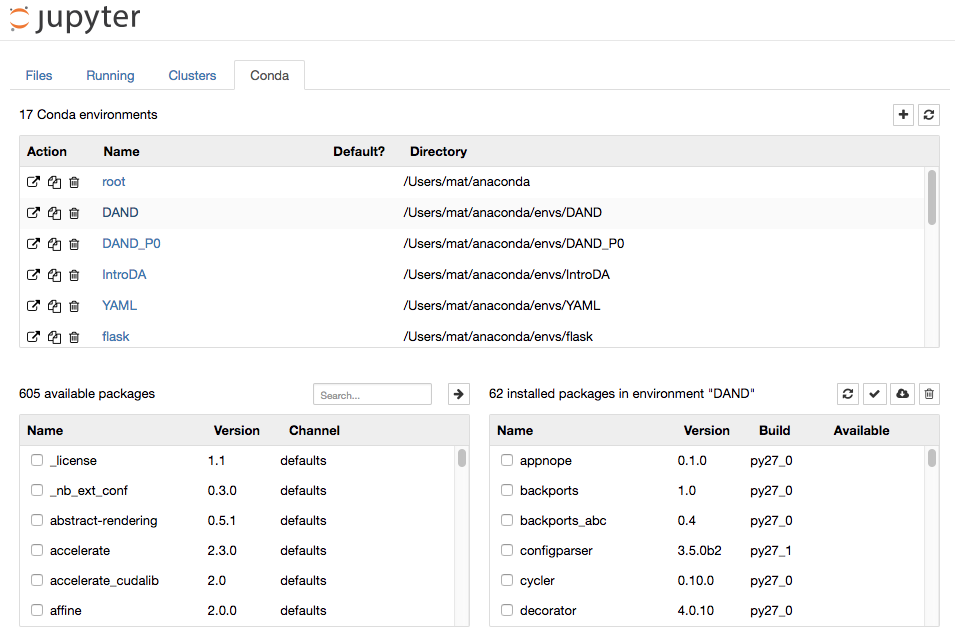 jupyter
Files Running Clusters Conda
17 Conda environments
Action Name Default? Directory
root /Users/mat/anaconda
DAND /Users/mat/anaconda/envs/DAND
DAND_P0 /Users/mat/anaconda/envs/DAND_P0
IntroDA /Users/mat/anaconda/envs/IntroDA
YAML /Users/mat/anaconda/envs/YAML
flask /Users/mat/anaconda/envs/flask
605 available packages Search...
Name Version Channel
_license 1.1 defaults
_nb_ext_conf 0.3.0 defaults
abstract-rendering 0.5.1 defaults
accelerate 2.3.0 defaults
accelerate_cudalib 2.0 defaults
affine 2.0.0 defaults
62 installed packages in environment "DAND"
Name Version Build Available
appnope 0.1.0 py27_0
backports 1.0 py27_0
backports_abc 0.4 py27_0
configparser 3.5.0b2 py27_1
cycler 0.10.0 py27_0
decorator 4.0.10 py27_0